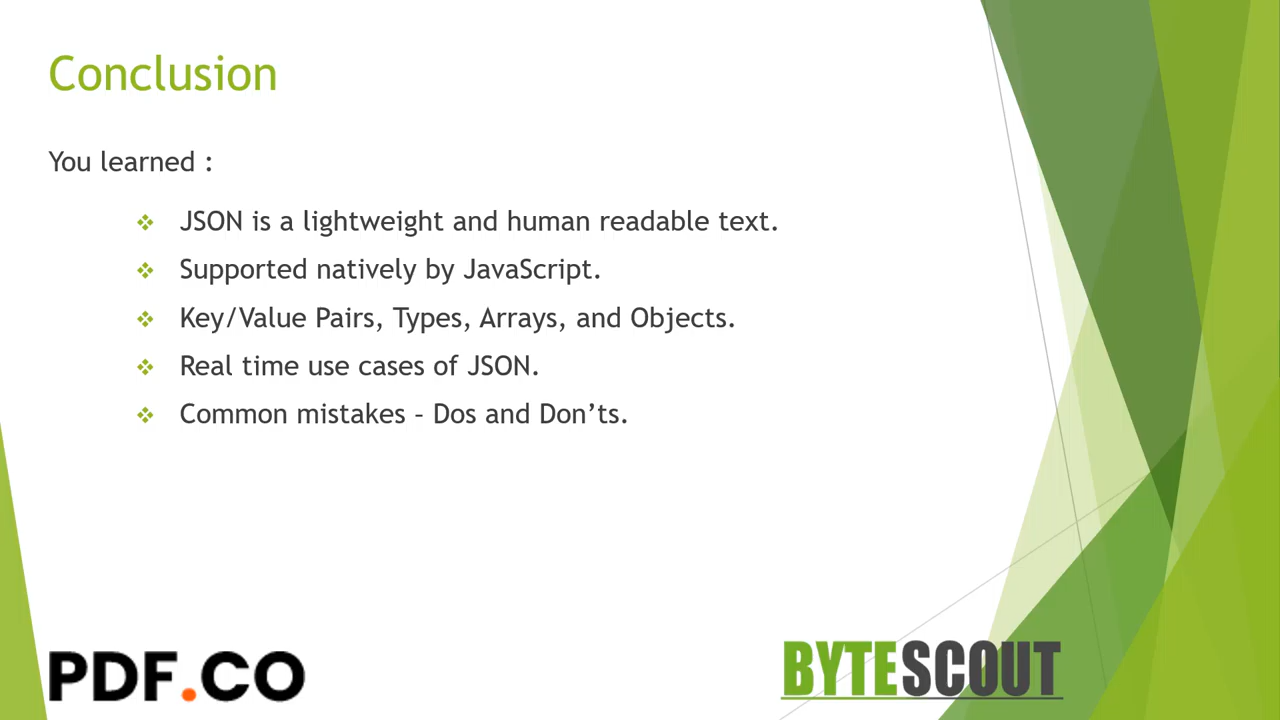 Conclusion
You learned :
❖ JSON is a lightweight and human readable text.
❖ Supported natively by JavaScript.
❖ Key/Value Pairs, Types, Arrays, and Objects.
❖ Real time use cases of JSON.
❖ Common mistakes – Dos and Don’ts.
PDF.CO
BYTESCOUT